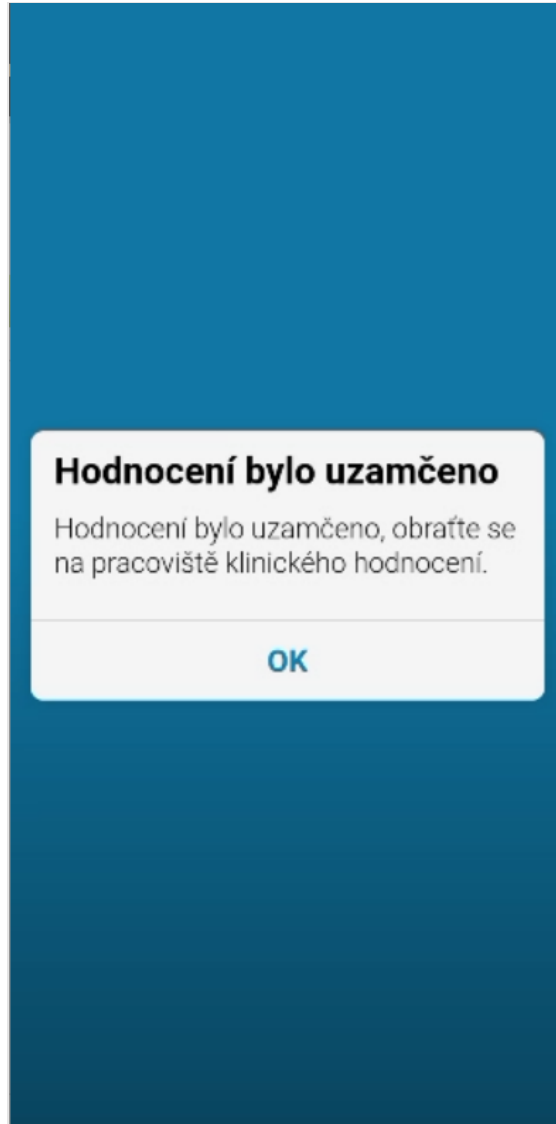 Hodnocení bylo uzamčeno
Hodnocení bylo uzamčeno, obraťte se
na pracoviště klinického hodnocení.
OK